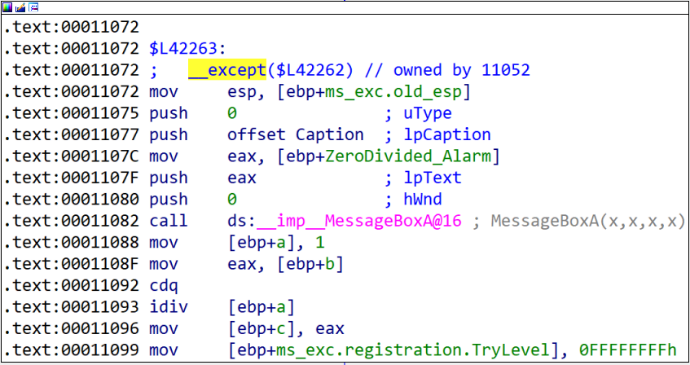 .text:00011072
.text:00011072 $L42263:
.text:00011072 ;   __except($L42262) // owned by 11052
.text:00011072 mov     esp, [ebp+ms_exc.old_esp]
.text:00011075 push    0               ; uType
.text:00011077 push    offset Caption  ; lpCaption
.text:0001107C mov     eax, [ebp+ZeroDivided_Alarm]
.text:0001107F push    eax             ; lpText
.text:00011080 push    0               ; hWnd
.text:00011082 call    ds:__imp__MessageBoxA@16 ; MessageBoxA(x,x,x,x)
.text:00011088 mov     [ebp+a], 1
.text:0001108F mov     eax, [ebp+b]
.text:00011092 cdq
.text:00011093 idiv    [ebp+a]
.text:00011096 mov     [ebp+c], eax
.text:00011099 mov     [ebp+ms_exc.registration.TryLevel], 0FFFFFFFFh